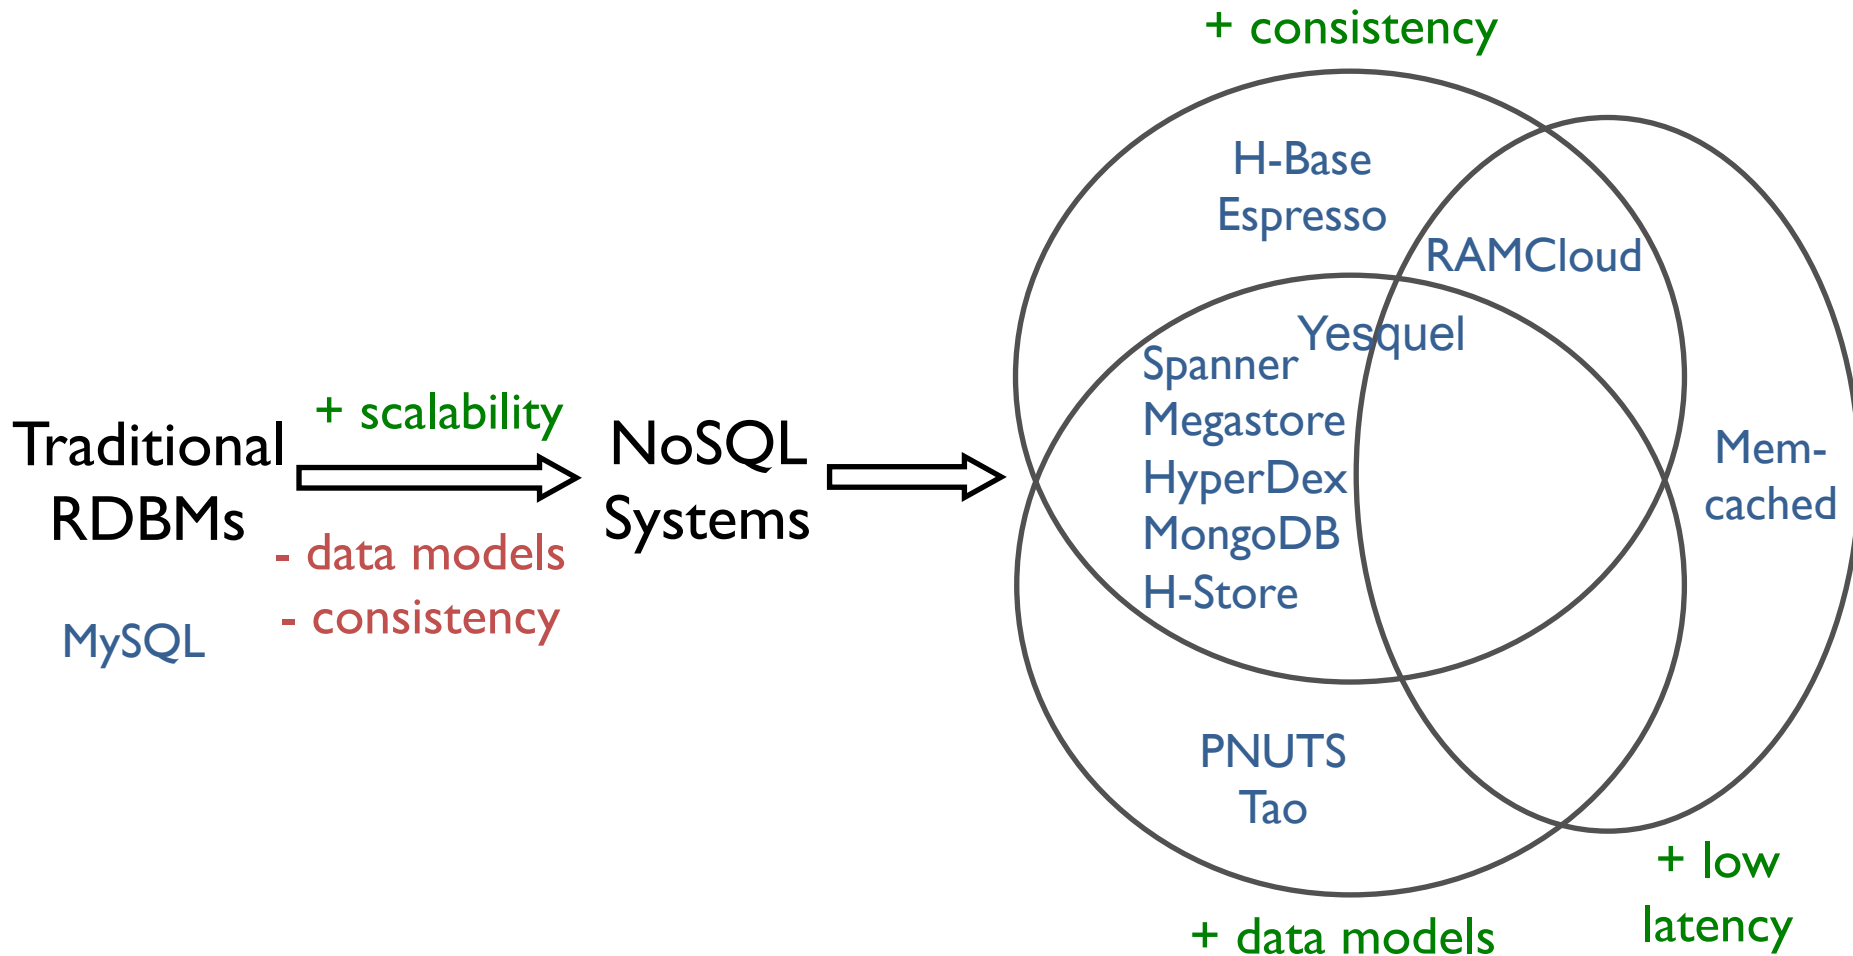 Traditional
RDBMs
MySQL
+ scalability
- data models
- consistency
NoSQL
Systems
+ consistency
H-Base
Espresso
RAMCloud
Yesquel
Spanner
Megastore
HyperDex
MongoDB
H-Store
Mem-
cached
PNUTS
Tao
+ low
latency
+ data models